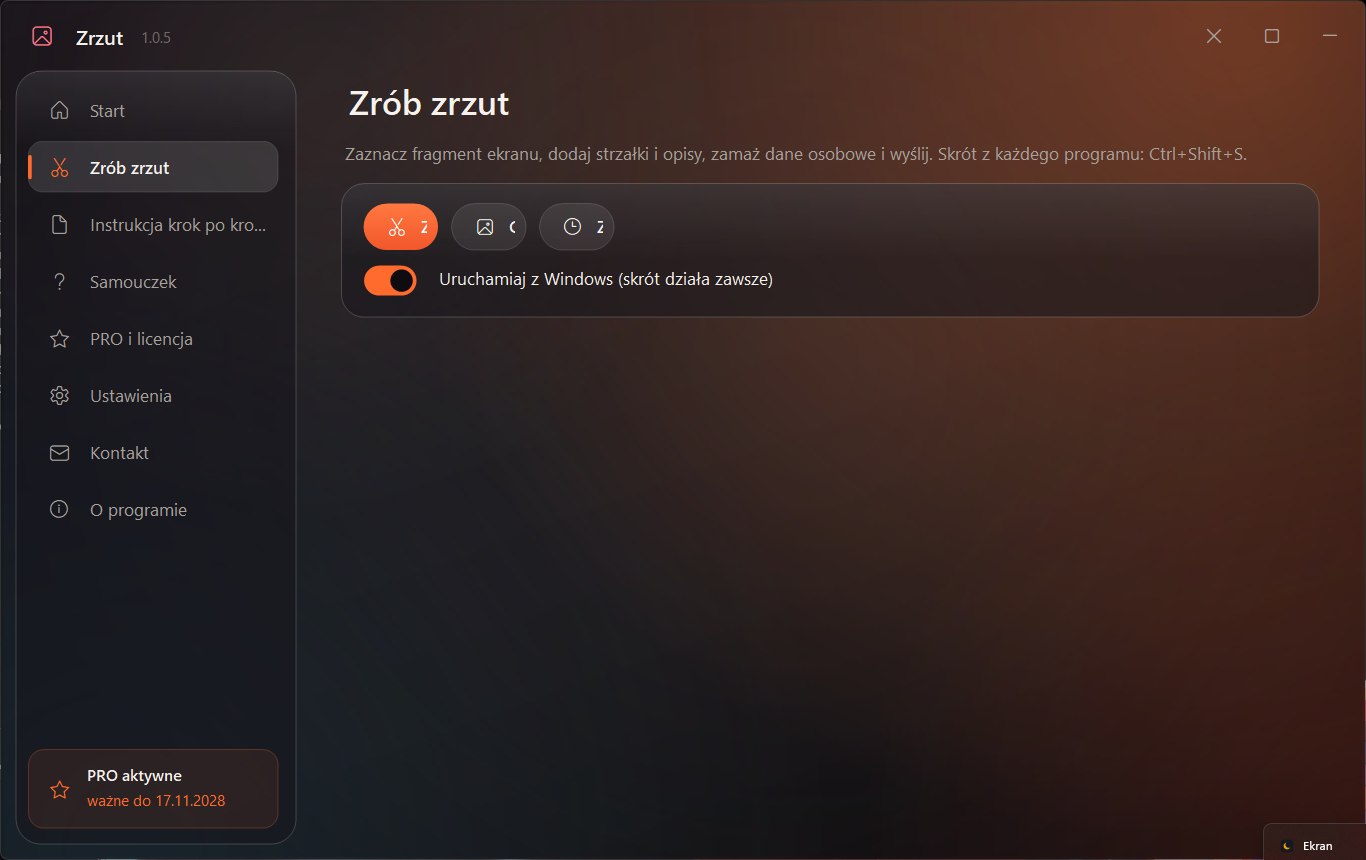 Zrzut 1.0.5
Start
Zrób zrzut
Instrukcja krok po kro...
Samouczek
PRO i licencja
Ustawienia
Kontakt
O programie
PRO aktywne
ważne do 17.11.2028
Zrób zrzut
Zaznacz fragment ekranu, dodaj strzałki i opisy, zamaż dane osobowe i wyślij. Skrót z każdego programu: Ctrl+Shift+S.
Uruchamiaj z Windows (skrót działa zawsze)
Ekran